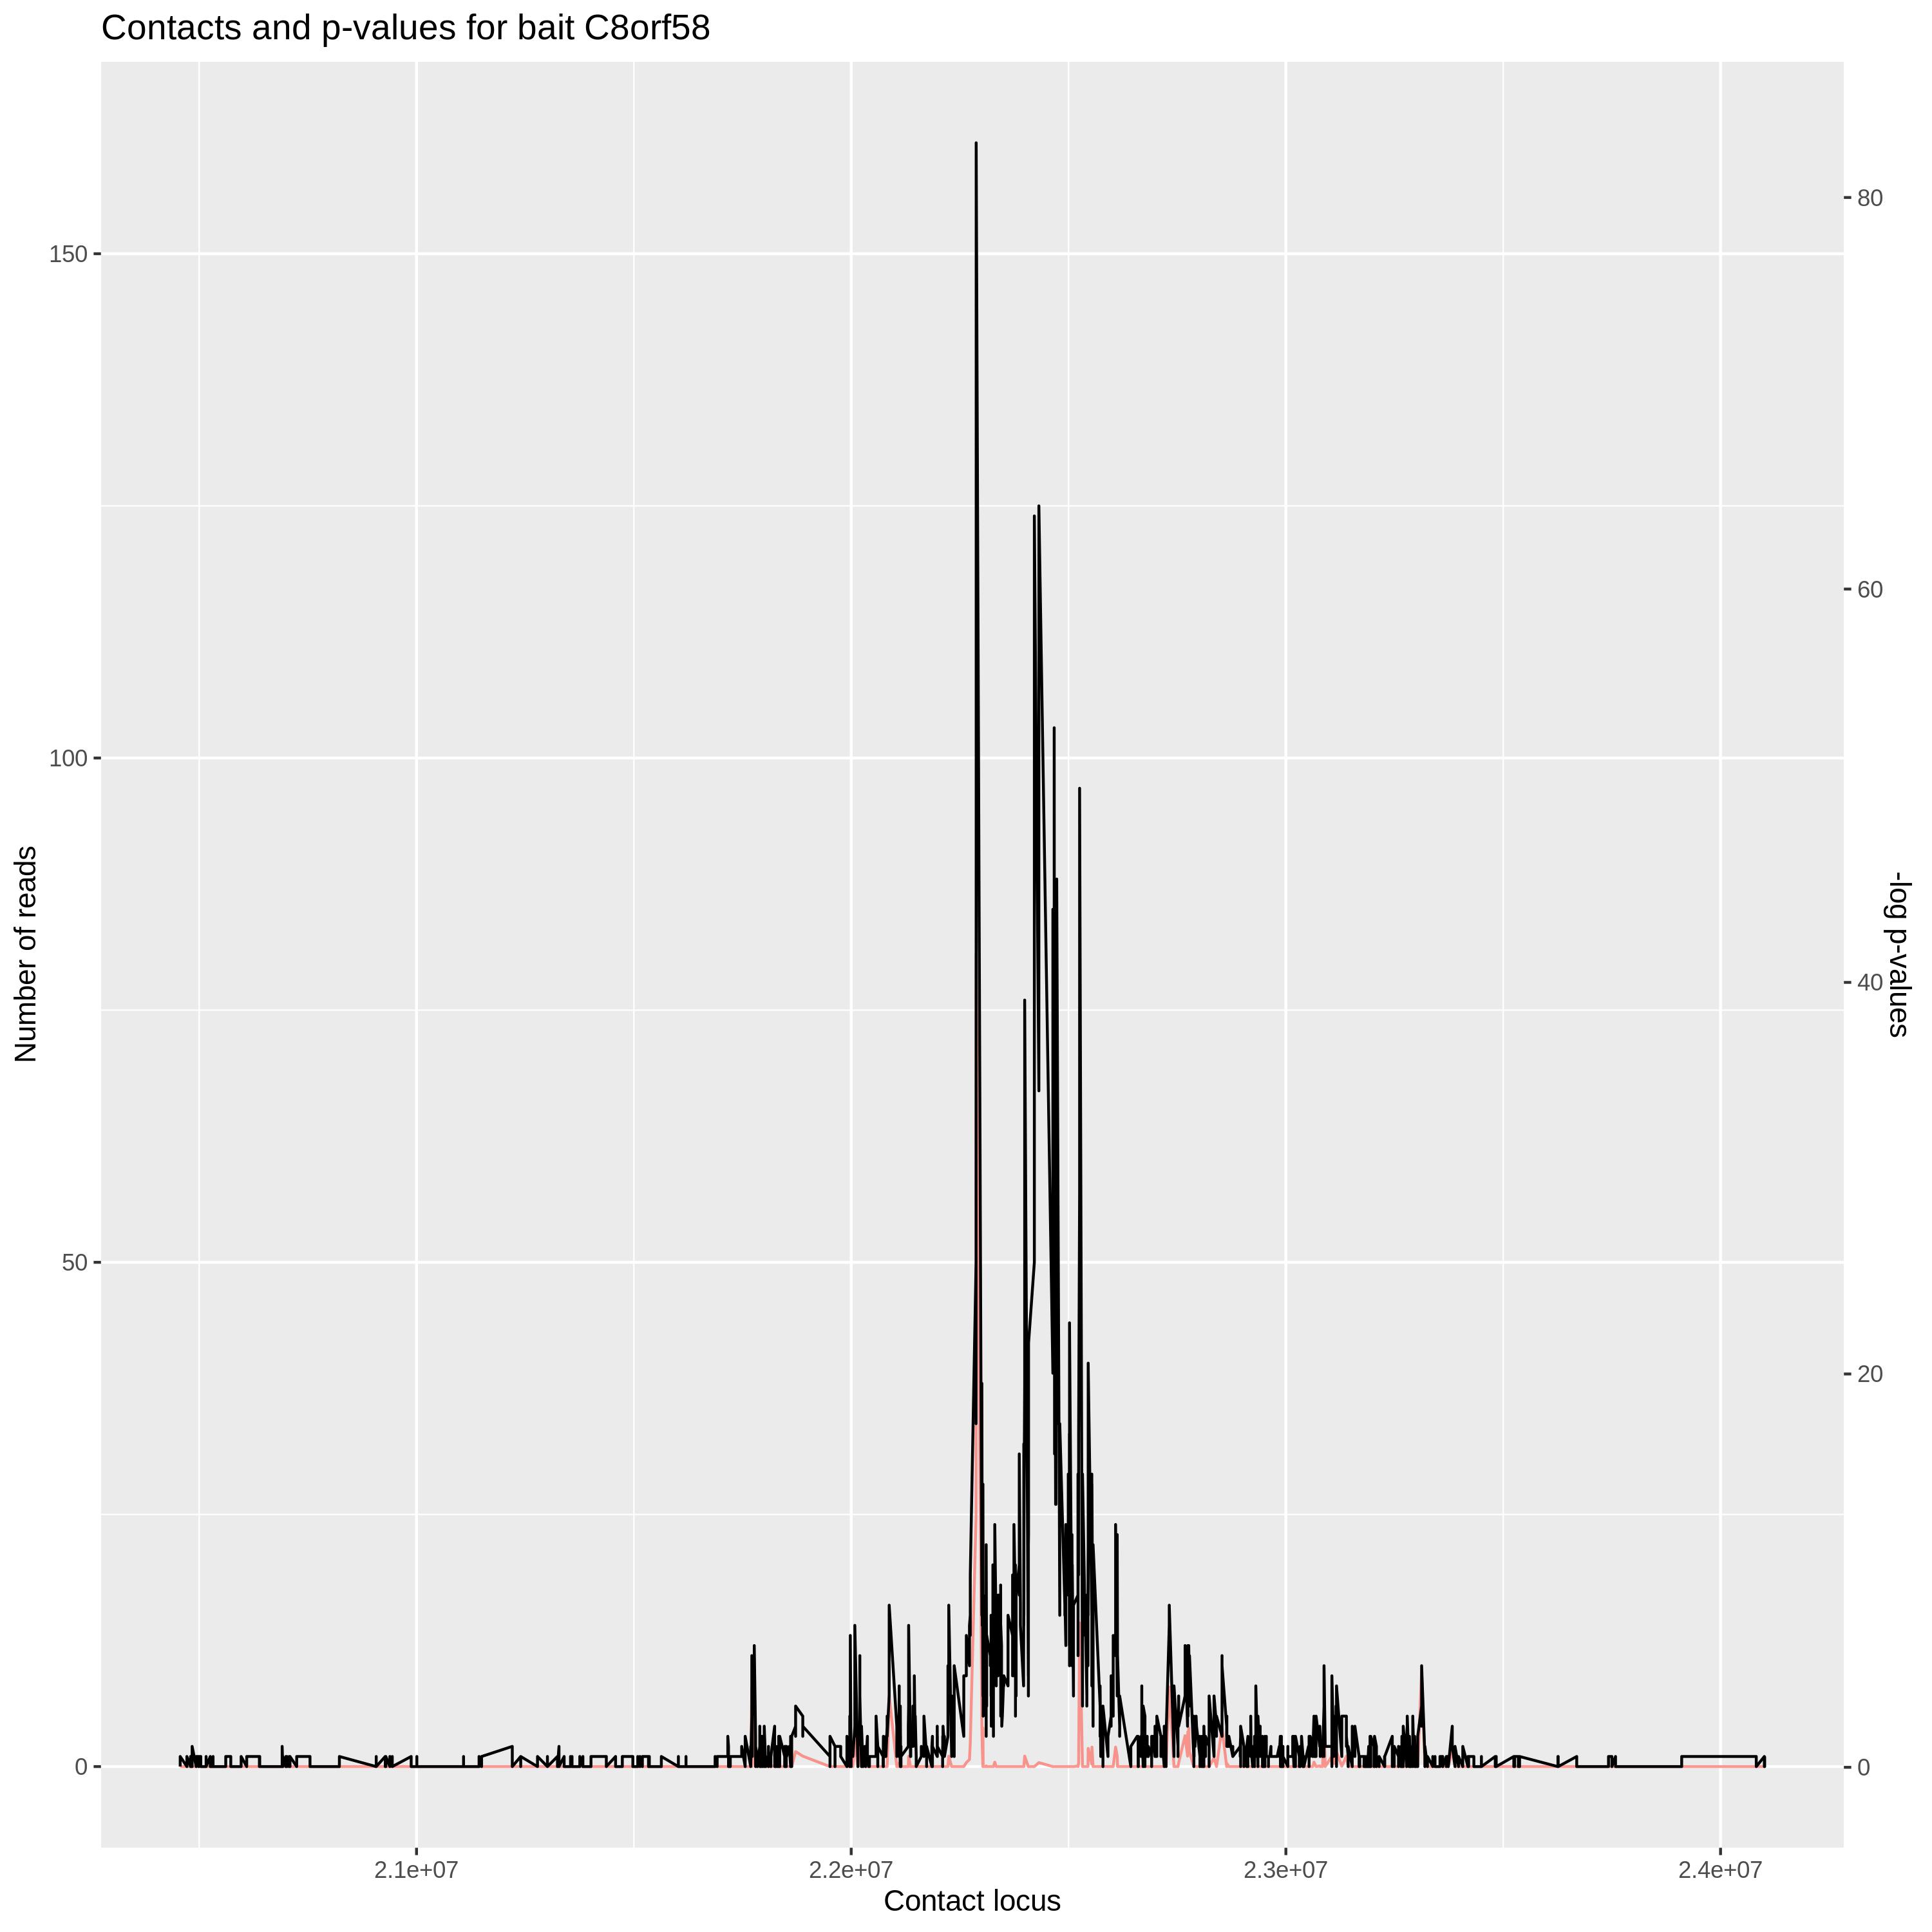 Contacts and p-values for bait C8orf58
150
100
50
0
80
60
40
20
0
Number of reads
-log p-values
2.1e+07
2.2e+07
2.3e+07
2.4e+07
Contact locus